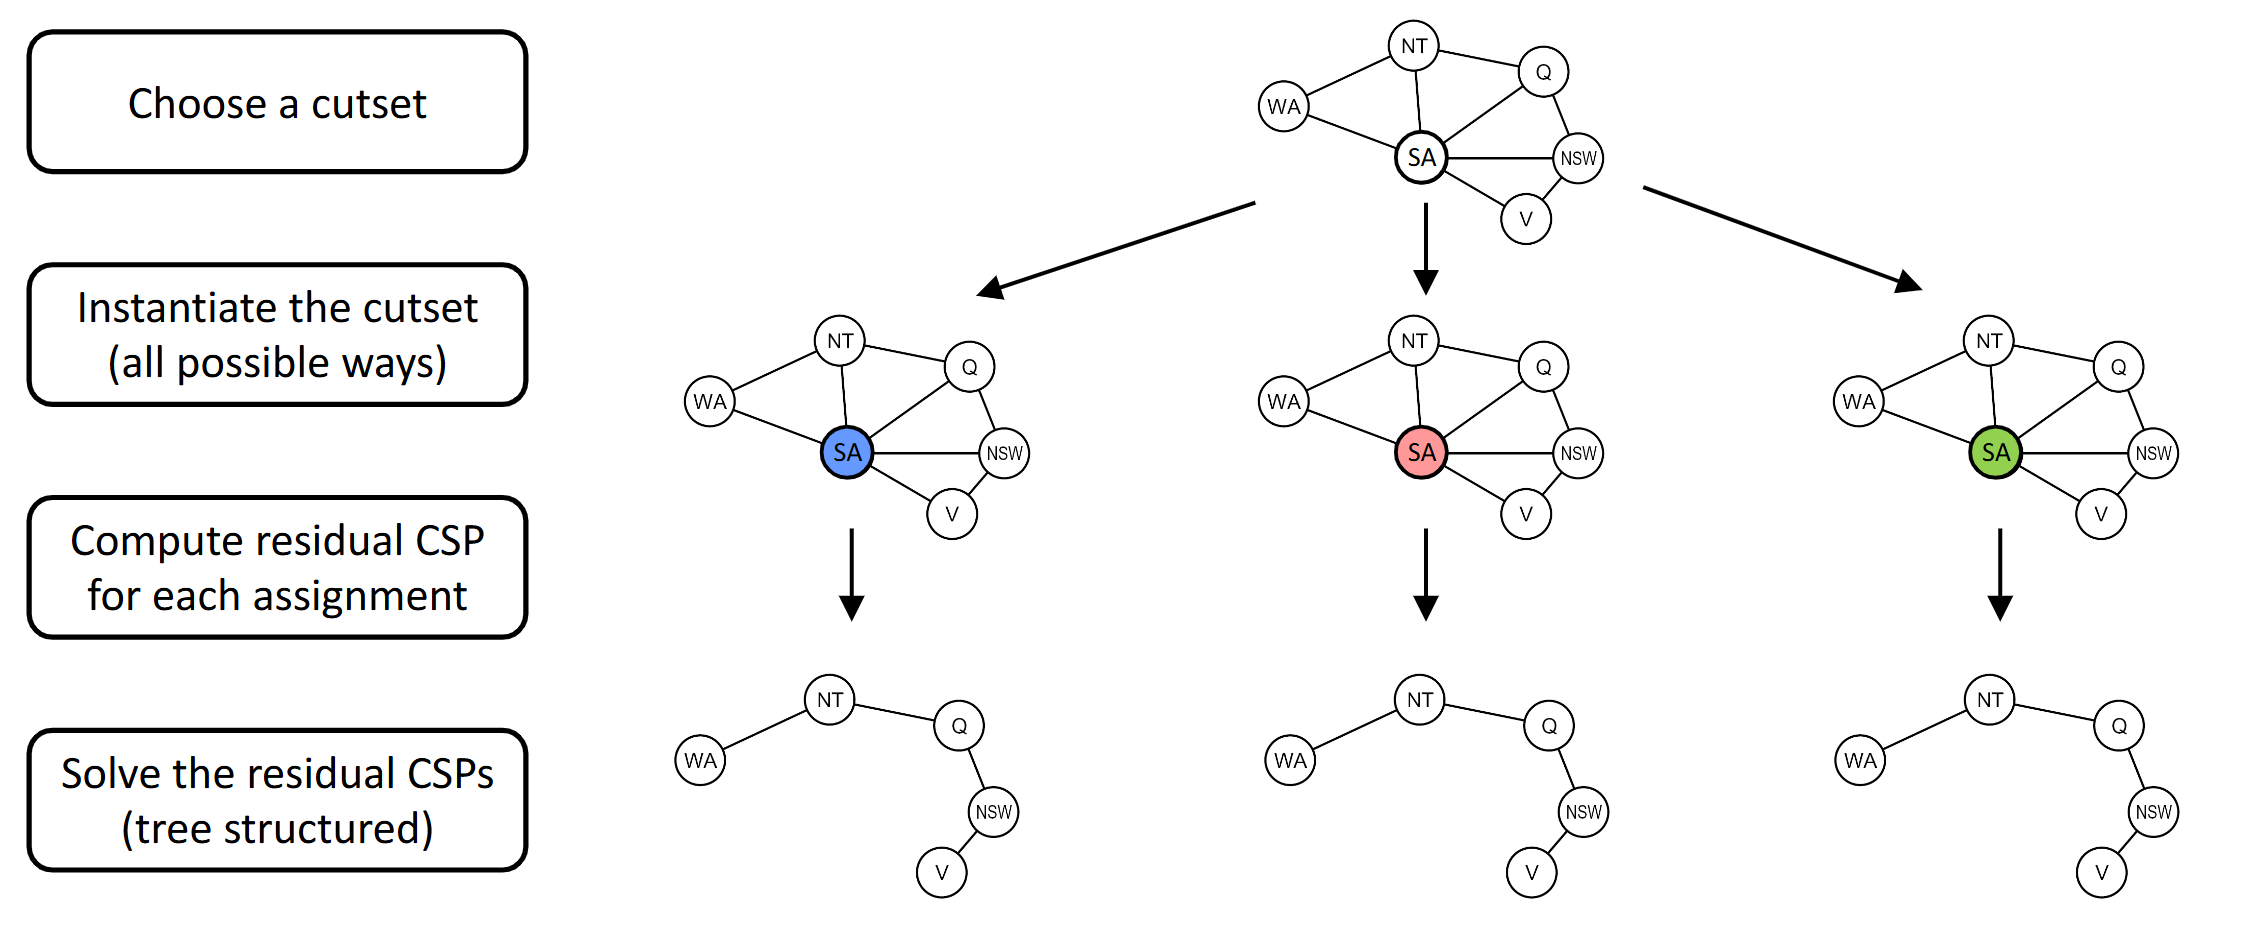 Choose a cutset
Instantiate the cutset
(all possible ways)
Compute residual CSP
for each assignment
Solve the residual CSPs
(tree structured)
NT
Q
WA
SA
NSW
V
NT
Q
WA
SA
NSW
V
NT
Q
WA
SA
NSW
V
NT
Q
WA
SA
NSW
V
NT
Q
WA
NSW
V
NT
Q
WA
NSW
V
NT
Q
WA
NSW
V